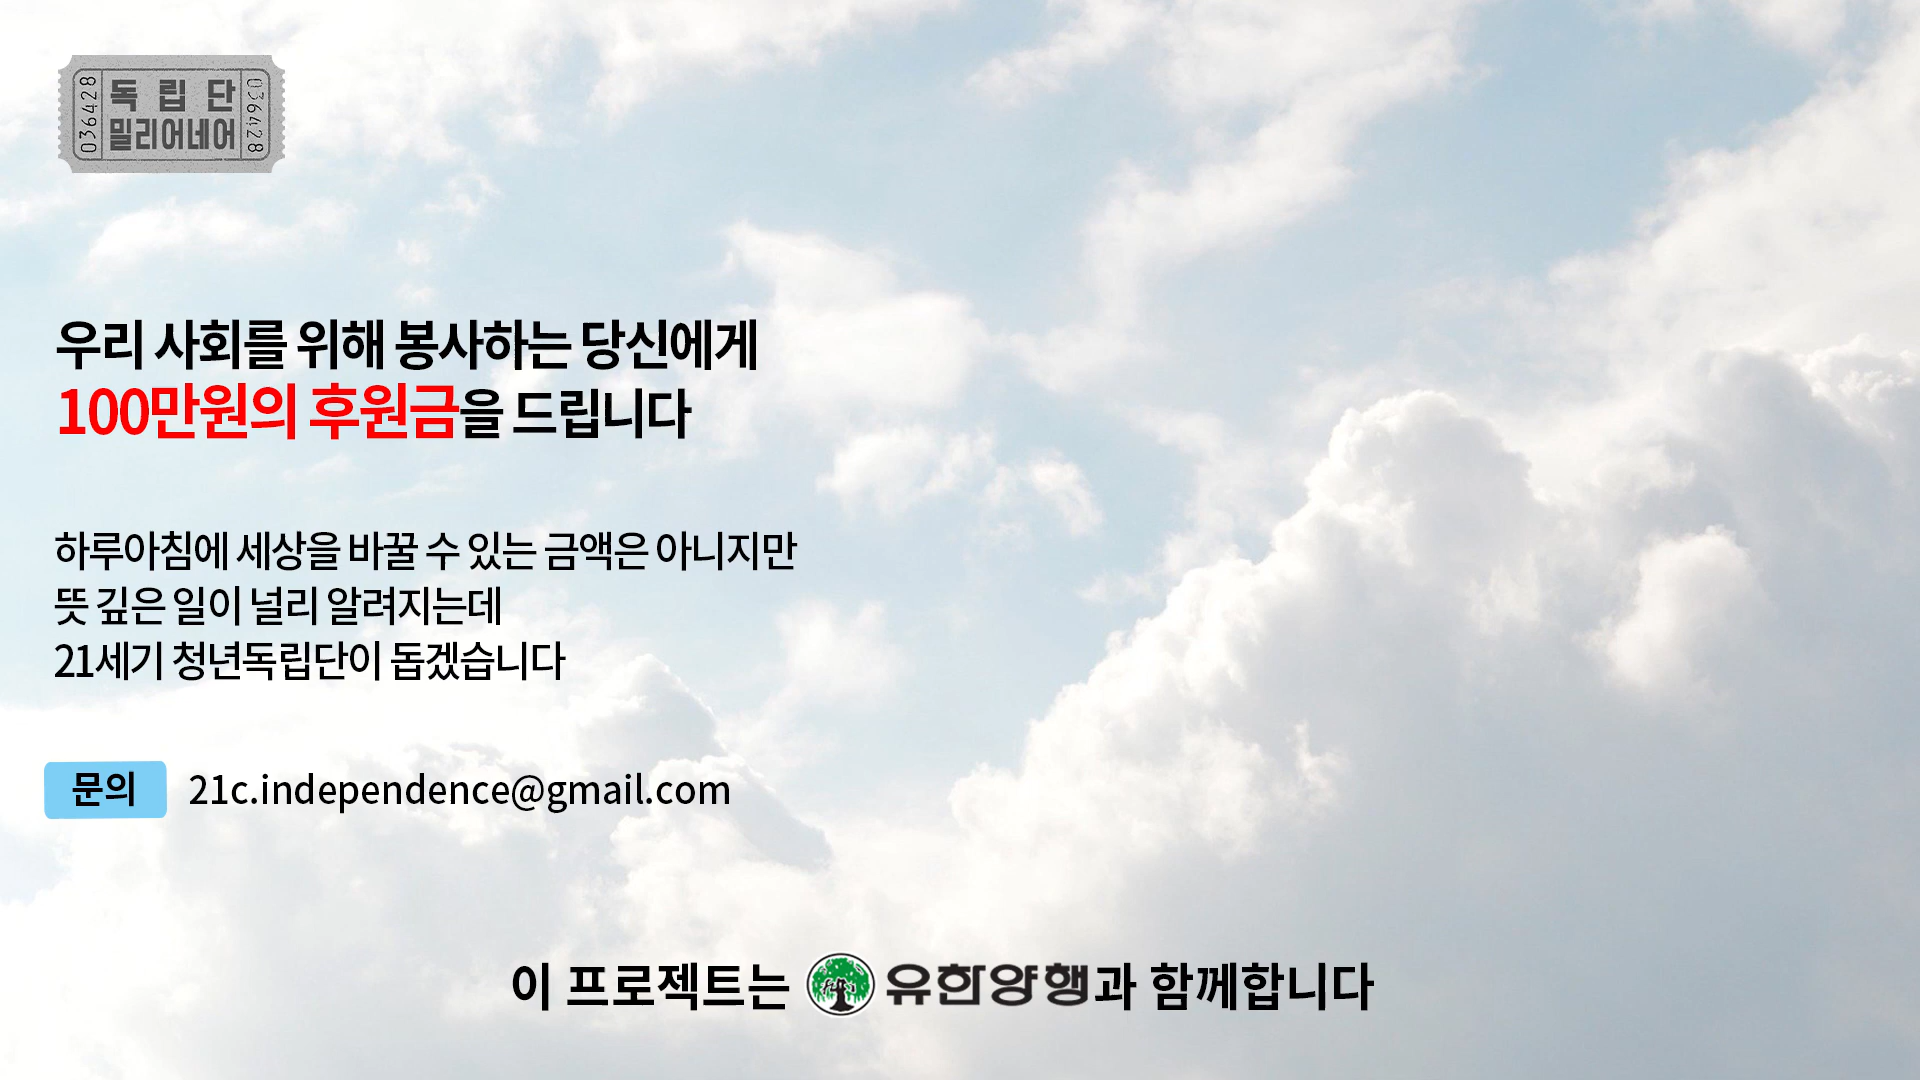 036428
독립단
밀리어네어
036428
우리 사회를 위해 봉사하는 당신에게
100만원의 후원금을 드립니다
하루아침에 세상을 바꿀 수 있는 금액은 아니지만
뜻 깊은 일이 널리 알려지는데
21세기 청년독립단이 돕겠습니다
문의 21c.independence@gmail.com
이 프로젝트는 유한양행과 함께합니다